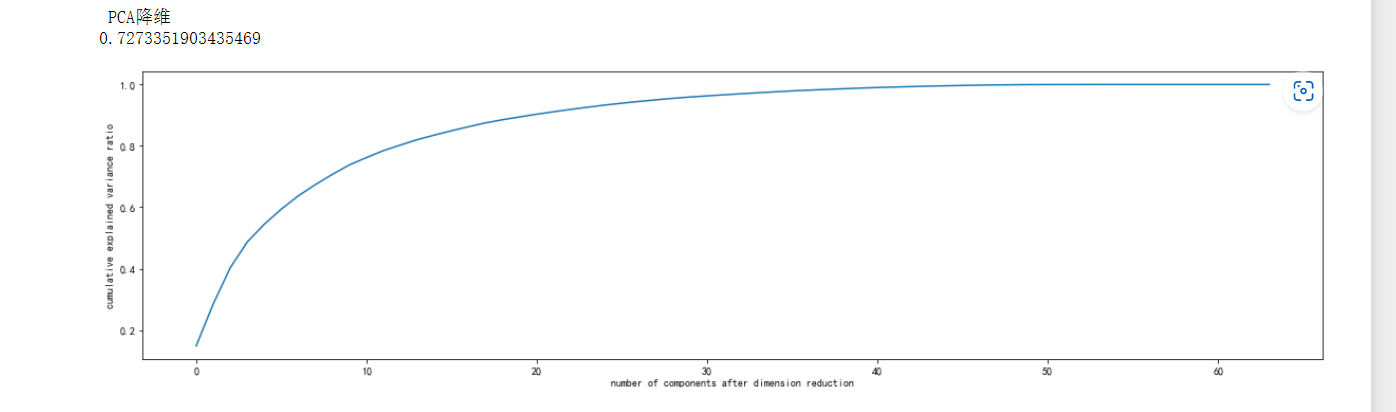 PCA降维
0.7273351903435469
1.0
0.8
0.6
0.4
0.2
cumulative explained variance ratio
0 10 20 30 40 50 60
number of components after dimension reduction